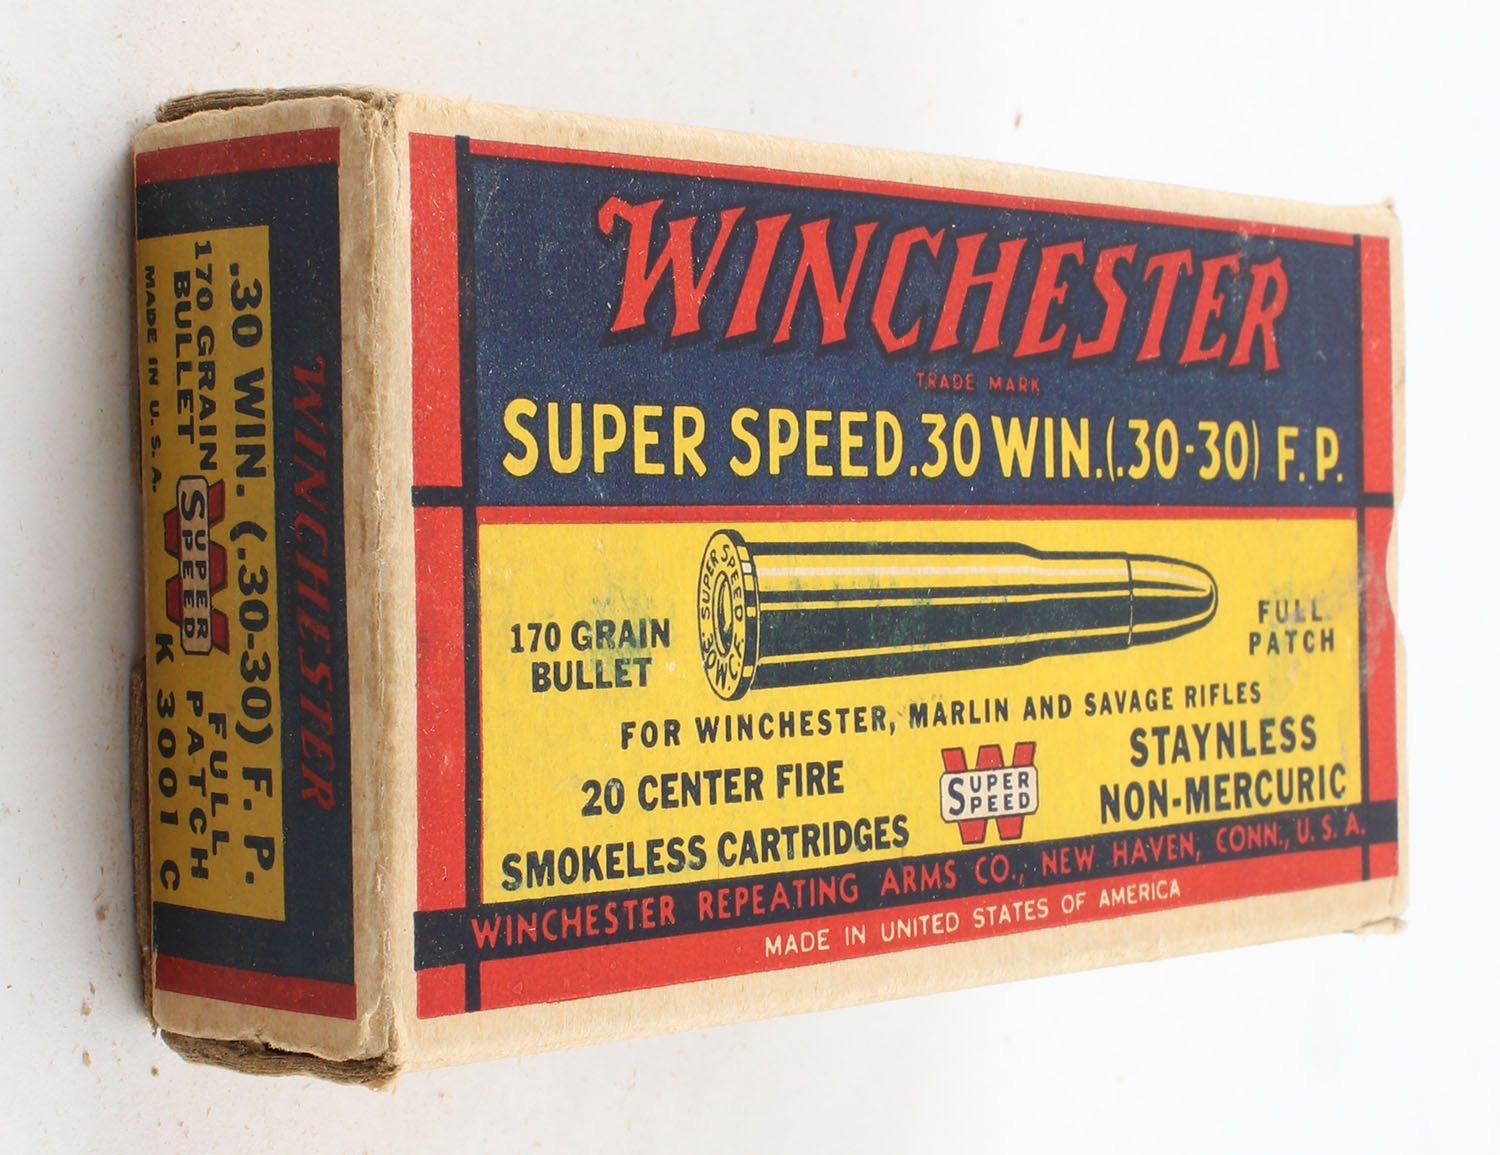 WINCHESTER
TRADE MARK
SUPER SPEED .30 WIN. (.30-30) F.P.
SUPER SPEED
30 W.C.F.
170 GRAIN
BULLET
FULL
PATCH
FOR WINCHESTER, MARLIN AND SAVAGE RIFLES
20 CENTER FIRE
SMOKELESS CARTRIDGES
W
SUPER
SPEED
STAYNLESS
NON-MERCURIC
WINCHESTER REPEATING ARMS CO., NEW HAVEN, CONN., U.S.A.
MADE IN UNITED STATES OF AMERICA
WINCHESTER
.30 WIN. (.30-30) F.P.
170 GRAIN
BULLET
W
SUPER
SPEED
FULL
PATCH
MADE IN U.S.A.
K 3001 C